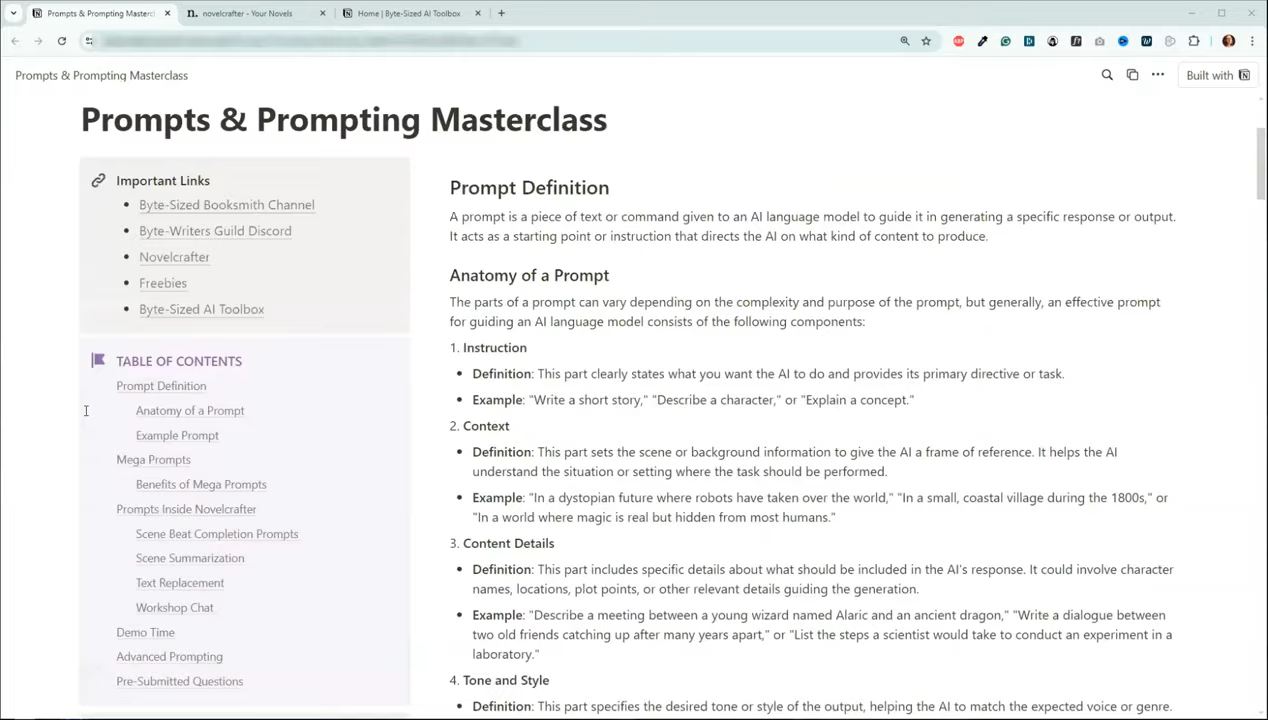 Prompts & Prompting Mastercl
novelcrafter - Your Novels
Home | Byte-Sized AI Toolbox
Prompts & Prompting Masterclass
Built with
Prompts & Prompting Masterclass
Important Links
• Byte-Sized Booksmith Channel
• Byte-Writers Guild Discord
• Novelcrafter
• Freebies
• Byte-Sized AI Toolbox
TABLE OF CONTENTS
Prompt Definition
Anatomy of a Prompt
Example Prompt
Mega Prompts
Benefits of Mega Prompts
Prompts Inside Novelcrafter
Scene Beat Completion Prompts
Scene Summarization
Text Replacement
Workshop Chat
Demo Time
Advanced Prompting
Pre-Submitted Questions
Prompt Definition
A prompt is a piece of text or command given to an AI language model to guide it in generating a specific response or output.
It acts as a starting point or instruction that directs the AI on what kind of content to produce.
Anatomy of a Prompt
The parts of a prompt can vary depending on the complexity and purpose of the prompt, but generally, an effective prompt
for guiding an AI language model consists of the following components:
1. Instruction
• Definition: This part clearly states what you want the AI to do and provides its primary directive or task.
• Example: "Write a short story," "Describe a character," or "Explain a concept."
2. Context
• Definition: This part sets the scene or background information to give the AI a frame of reference. It helps the AI
understand the situation or setting where the task should be performed.
• Example: "In a dystopian future where robots have taken over the world," "In a small, coastal village during the 1800s," or
"In a world where magic is real but hidden from most humans."
3. Content Details
• Definition: This part includes specific details about what should be included in the AI's response. It could involve character
names, locations, plot points, or other relevant details guiding the generation.
• Example: "Describe a meeting between a young wizard named Alaric and an ancient dragon," "Write a dialogue between
two old friends catching up after many years apart," or "List the steps a scientist would take to conduct an experiment in a
laboratory."
4. Tone and Style
• Definition: This part specifies the desired tone or style of the output, helping the AI to match the expected voice or genre.